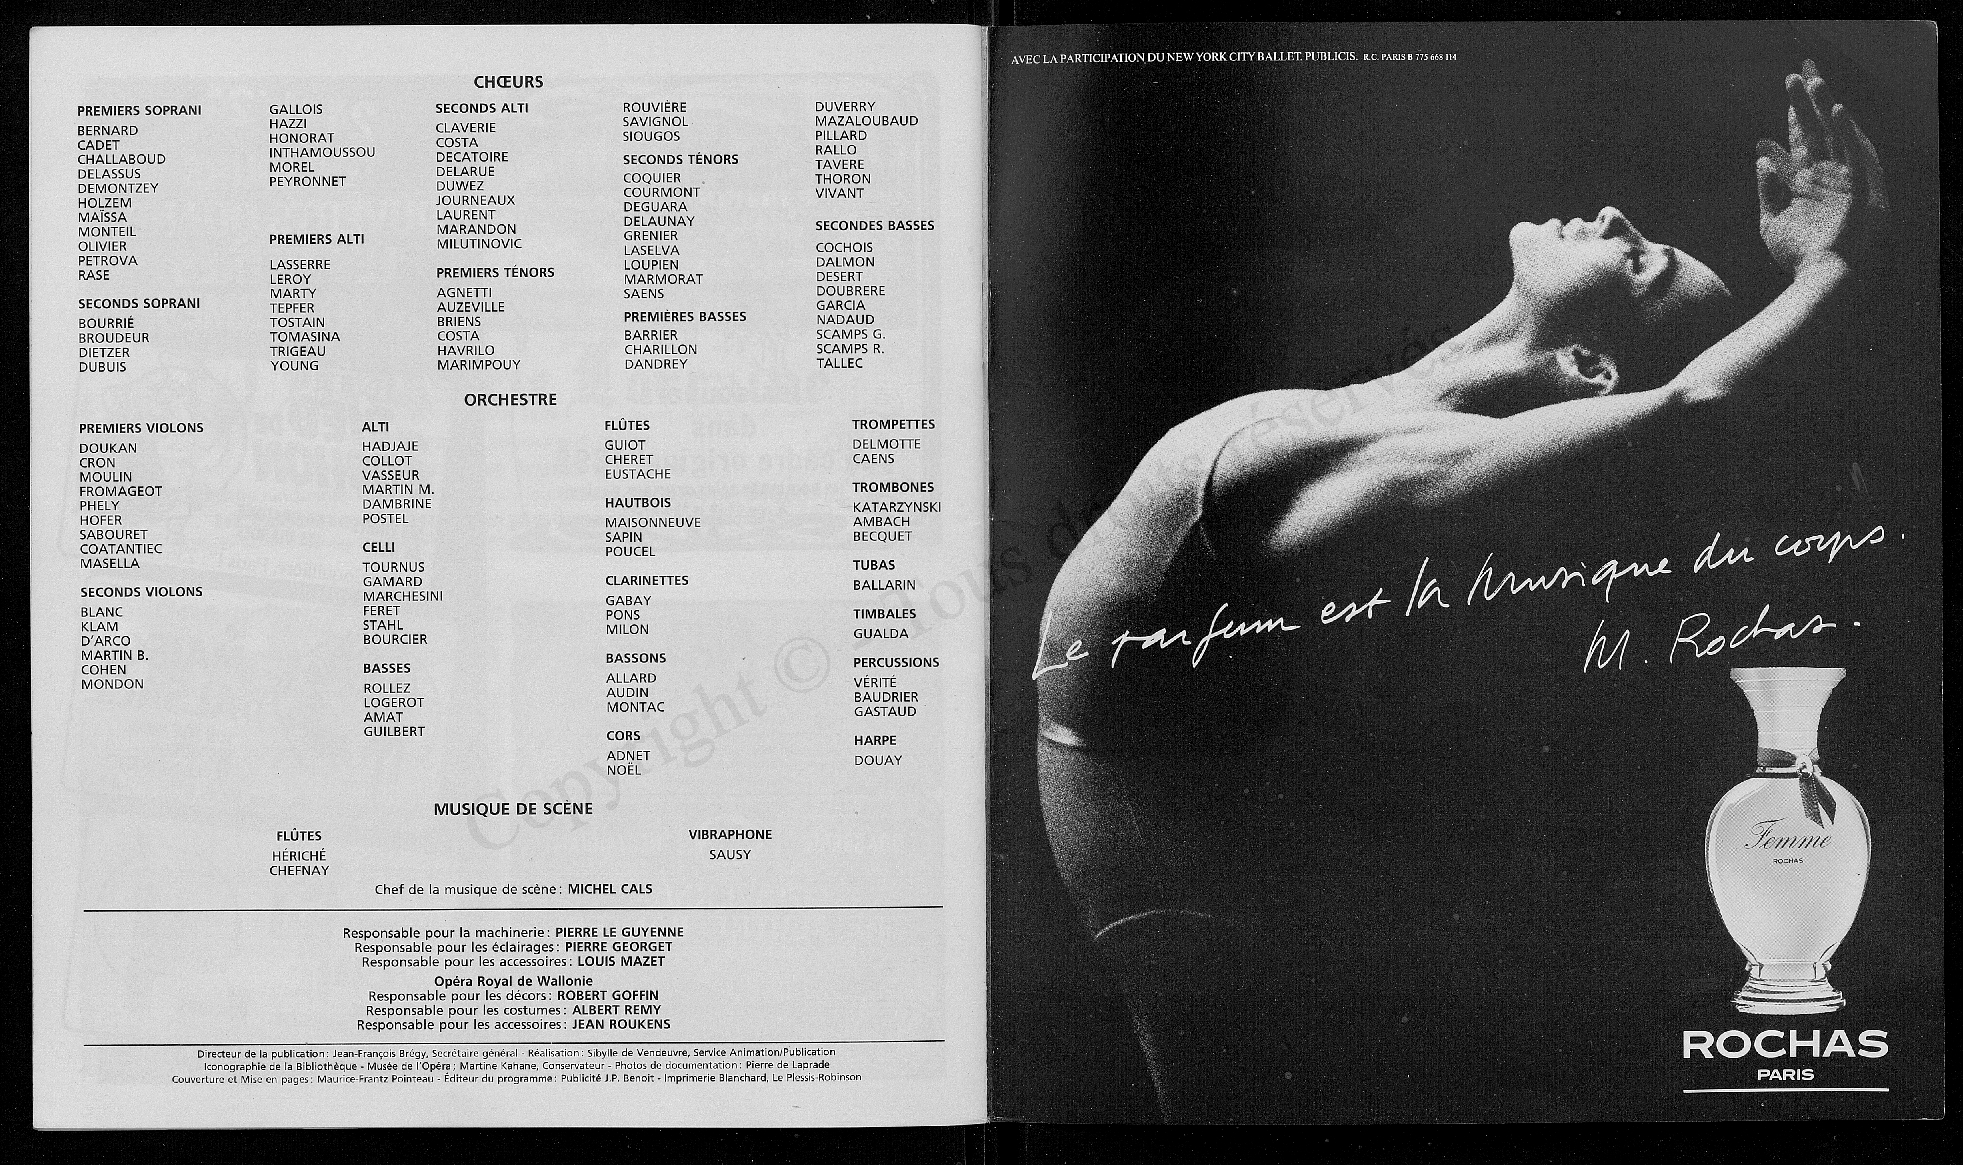 CHŒURS
PREMIERS SOPRANI
BERNARD
CADET
CHALLABOUD
DELASSUS
DEMONTZEY
HOLZEM
MAÏSSA
MONTEIL
OLIVIER
PETROVA
RASE
SECONDS SOPRANI
BOURRIÉ
BROUDEUR
DIETZER
DUBUIS
GALLOIS
HAZZI
HONORAT
INTHAMOUSSOU
MOREL
PEYRONNET
PREMIERS ALTI
LASSERRE
LEROY
MARTY
TEPFER
TOSTAIN
TOMASINA
TRIGEAU
YOUNG
SECONDS ALTI
CLAVERIE
COSTA
DECATOIRE
DELARUE
DUWEZ
JOURNEAUX
LAURENT
MARANDON
MILUTINOVIC
PREMIERS TÉNORS
AGNETTI
AUZEVILLE
BRIENS
COSTA
HAVRILO
MARIMPOUY
ROUVIÈRE
SAVIGNOL
SIOUGOS
SECONDS TÉNORS
COQUIER
COURMONT
DEGUARA
DELAUNAY
GRENIER
LASELVA
LOUPIEN
MARMORAT
SAENS
PREMIÈRES BASSES
BARRIER
CHARILLON
DANDREY
DUVERRY
MAZALOUBAUD
PILLARD
RALLO
TAVERE
THORON
VIVANT
SECONDES BASSES
COCHOIS
DALMON
DESERT
DOUBRERE
GARCIA
NADAUD
SCAMPS G.
SCAMPS R.
TALLEC
ORCHESTRE
PREMIERS VIOLONS
DOUKAN
CRON
MOULIN
FROMAGEOT
PHELY
HOFER
SABOURET
COATANTIEC
MASELLA
SECONDS VIOLONS
BLANC
KLAM
D'ARCO
MARTIN B.
COHEN
MONDON
ALTI
HADJAJE
COLLOT
VASSEUR
MARTIN M.
DAMBRINE
POSTEL
CELLI
TOURNUS
GAMARD
MARCHESINI
FERET
STAHL
BOURCIER
BASSES
ROLLEZ
LOGEROT
AMAT
GUILBERT
FLÛTES
GUIOT
CHERET
EUSTACHE
HAUTBOIS
MAISONNEUVE
SAPIN
POUCEL
CLARINETTES
GABAY
PONS
MILON
BASSONS
ALLARD
AUDIN
MONTAC
CORS
ADNET
NOËL
TROMPETTES
DELMOTTE
CAENS
TROMBONES
KATARZYNSKI
AMBACH
BECQUET
TUBAS
BALLARIN
TIMBALES
GUALDA
PERCUSSIONS
VÉRITÉ
BAUDRIER
GASTAUD
HARPE
DOUAY
MUSIQUE DE SCÈNE
FLÛTES
HÉRICHÉ
CHEFNAY
VIBRAPHONE
SAUSY
Chef de la musique de scène : MICHEL CALS
Responsable pour la machinerie : PIERRE LE GUYENNE
Responsable pour les éclairages : PIERRE GEORGET
Responsable pour les accessoires : LOUIS MAZET
Opéra Royal de Wallonie
Responsable pour les décors : ROBERT GOFFIN
Responsable pour les costumes : ALBERT REMY
Responsable pour les accessoires : JEAN ROUKENS
Directeur de la publication : Jean-François Brégy, Secrétaire général - Réalisation : Sibylle de Vendeuvre, Service Animation/Publication
Iconographie de la Bibliothèque - Musée de l'Opéra : Martine Kahane, Conservateur - Photos de documentation : Pierre de Laprade
Couverture et Mise en pages : Maurice-Frantz Pointeau - Éditeur du programme : Publicité J.P. Benoit - Imprimerie Blanchard, Le Plessis-Robinson
Copyright © Tous droits réservés
AVEC LA PARTICIPATION DU NEW YORK CITY BALLET. PUBLICIS. R.C. PARIS B 775 668 114
Le parfum est la musique du corps.
M. Rochas.
Femme
ROCHAS
ROCHAS
PARIS